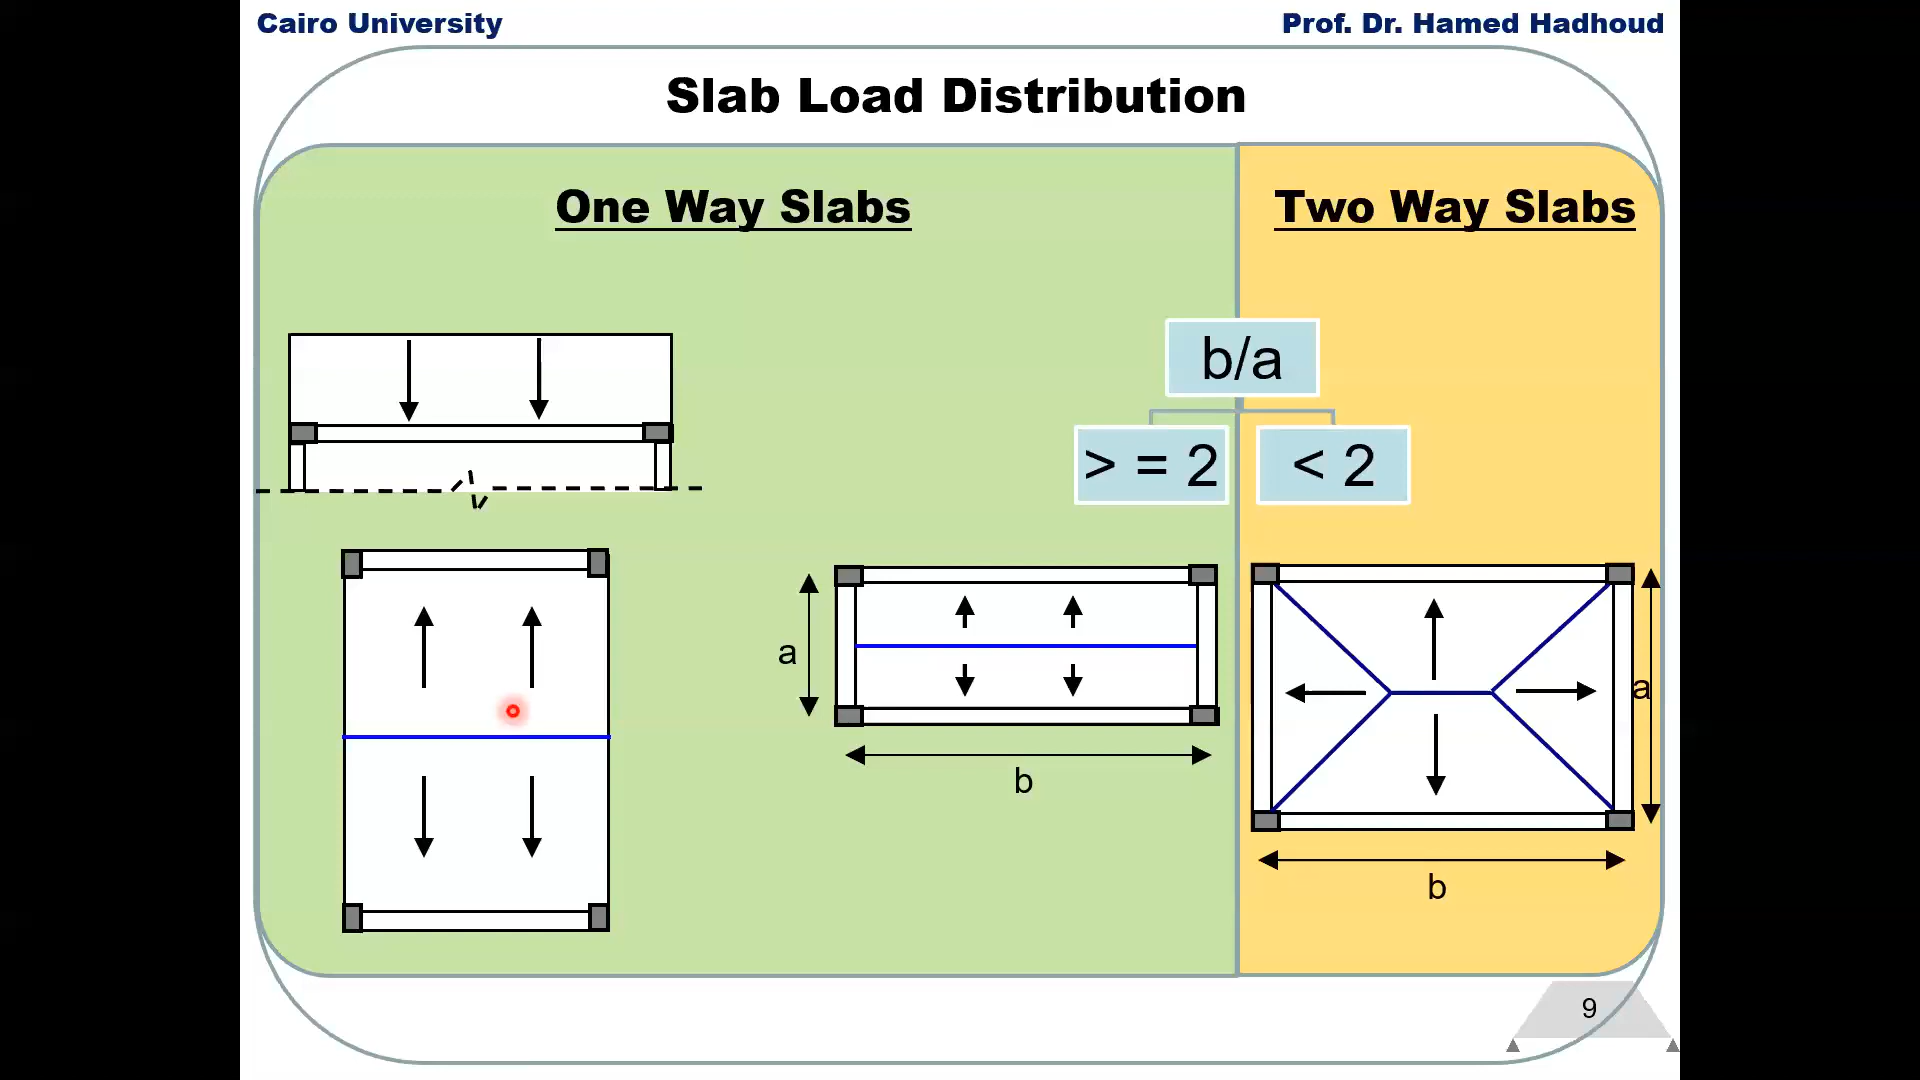 Cairo University
Prof. Dr. Hamed Hadhoud
Slab Load Distribution
One Way Slabs
Two Way Slabs
b/a
> = 2
< 2
a
b
a
b
9